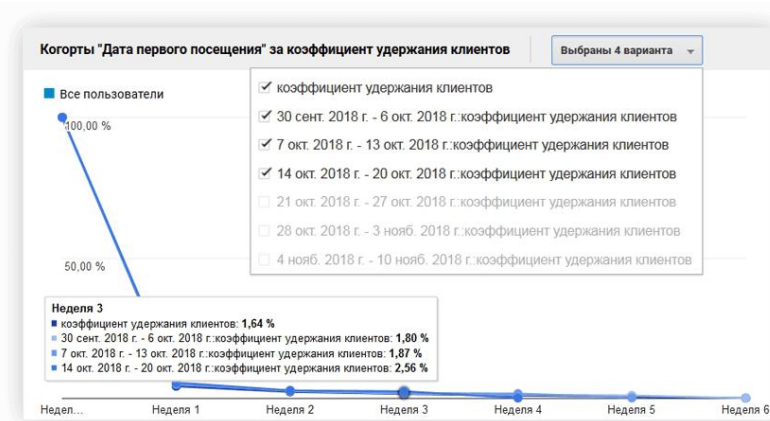 Когорты "Дата первого посещения" за коэффициент удержания клиентов
Выбраны 4 варианта
Все пользователи
коэффициент удержания клиентов
30 сент. 2018 г. - 6 окт. 2018 г.:коэффициент удержания клиентов
7 окт. 2018 г. - 13 окт. 2018 г.:коэффициент удержания клиентов
14 окт. 2018 г. - 20 окт. 2018 г.:коэффициент удержания клиентов
21 окт. 2018 г. - 27 окт. 2018 г.:коэффициент удержания клиентов
28 окт. 2018 г. - 3 нояб. 2018 г.:коэффициент удержания клиентов
4 нояб. 2018 г. - 10 нояб. 2018 г.:коэффициент удержания клиентов
100,00 %
50,00 %
Неделя 3
коэффициент удержания клиентов: 1,64 %
30 сент. 2018 г. - 6 окт. 2018 г.:коэффициент удержания клиентов: 1,80 %
7 окт. 2018 г. - 13 окт. 2018 г.:коэффициент удержания клиентов: 1,87 %
14 окт. 2018 г. - 20 окт. 2018 г.:коэффициент удержания клиентов: 2,56 %
Недел... Неделя 1 Неделя 2 Неделя 3 Неделя 4 Неделя 5 Неделя 6